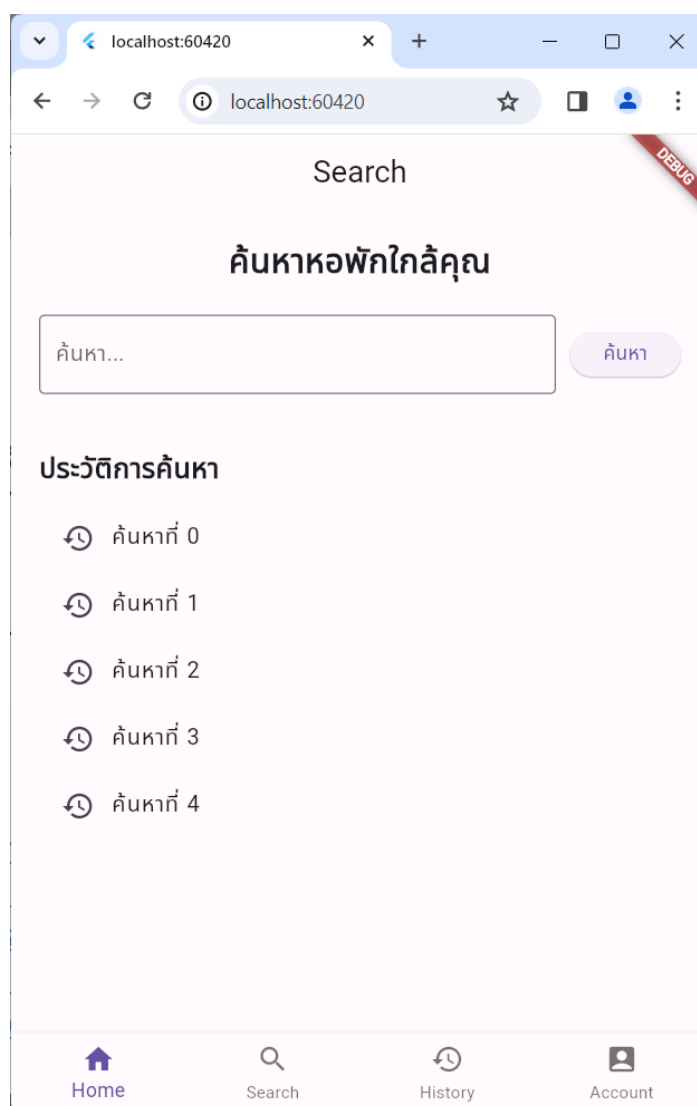 localhost:60420
localhost:60420
Search
DEBUG
ค้นหาหอพักใกล้คุณ
ค้นหา...
ค้นหา
ประวัติการค้นหา
ค้นหาที่ 0
ค้นหาที่ 1
ค้นหาที่ 2
ค้นหาที่ 3
ค้นหาที่ 4
Home
Search
History
Account